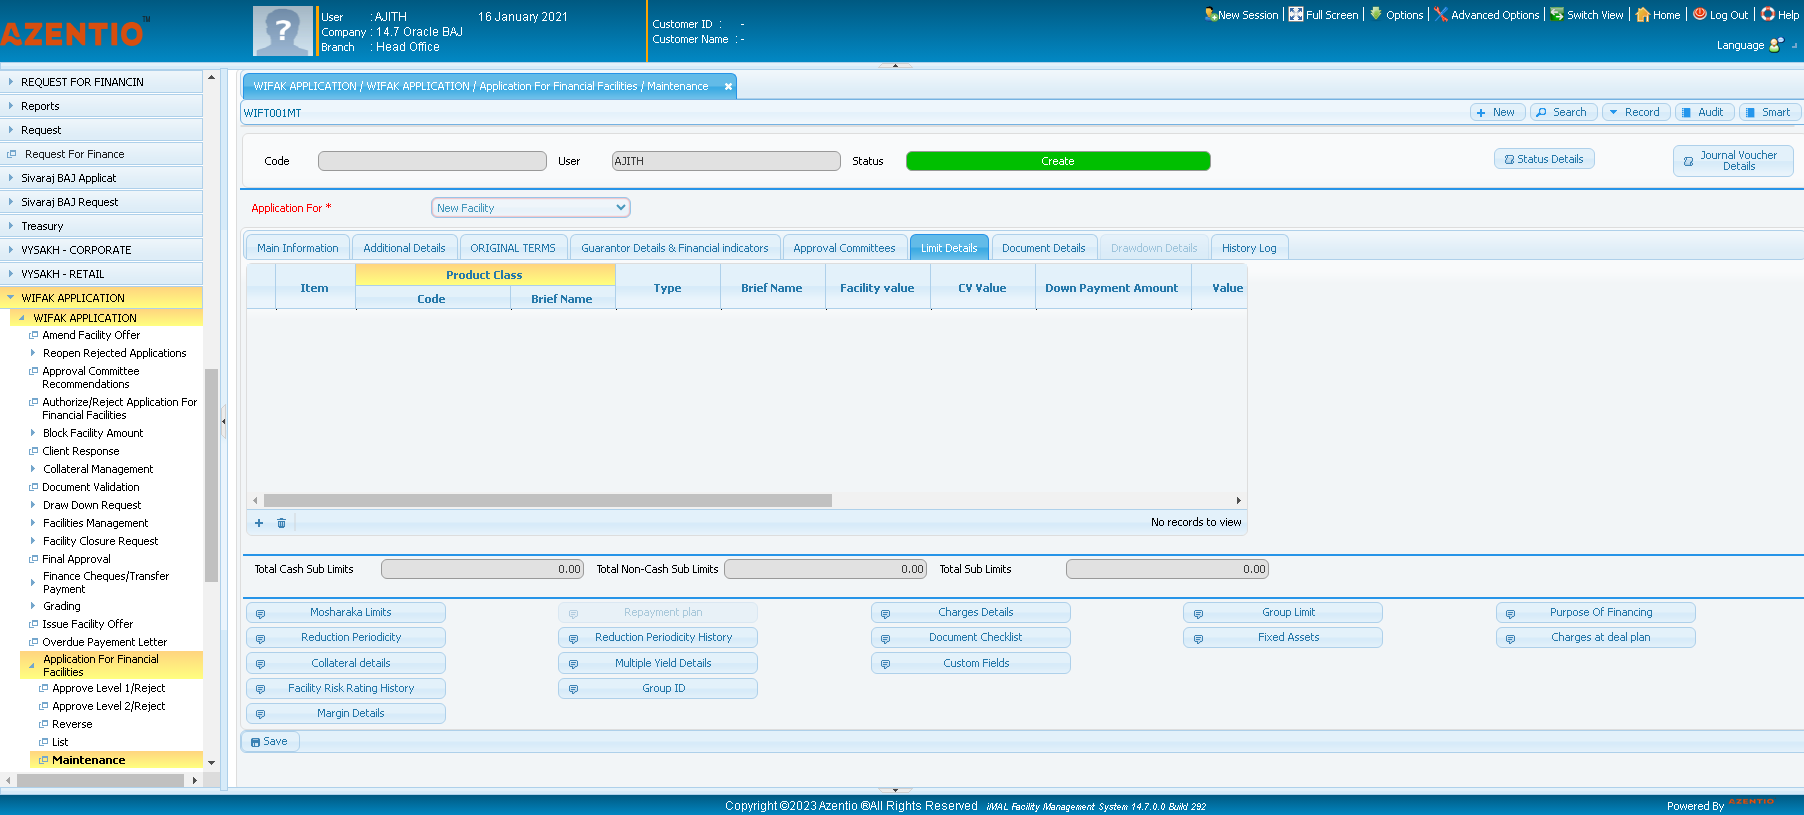 AZENTIO™
User : AJITH 16 January 2021
Company : 14.7 Oracle BAJ
Branch : Head Office
Customer ID : -
Customer Name : -
New Session | Full Screen | Options | Advanced Options | Switch View | Home | Log Out | Help
Language
REQUEST FOR FINANCIN
Reports
Request
Request For Finance
Sivaraj BAJ Applicat
Sivaraj BAJ Request
Treasury
VYSAKH - CORPORATE
VYSAKH - RETAIL
WIFAK APPLICATION
WIFAK APPLICATION
Amend Facility Offer
Reopen Rejected Applications
Approval Committee
Recommendations
Authorize/Reject Application For
Financial Facilities
Block Facility Amount
Client Response
Collateral Management
Document Validation
Draw Down Request
Facilities Management
Facility Closure Request
Final Approval
Finance Cheques/Transfer
Payment
Grading
Issue Facility Offer
Overdue Payement Letter
Application For Financial
Facilities
Approve Level 1/Reject
Approve Level 2/Reject
Reverse
List
Maintenance
WIFAK APPLICATION / WIFAK APPLICATION / Application For Financial Facilities / Maintenance
WIFT001MT
New Search Record Audit Smart
Code User AJITH Status Create
Status Details
Journal Voucher
Details
Application For * New Facility
Main Information Additional Details ORIGINAL TERMS Guarantor Details & Financial indicators Approval Committees Limit Details Document Details Drawdown Details History Log
Product Class
Item Type Brief Name Facility value CV Value Down Payment Amount Value
Code Brief Name
No records to view
Total Cash Sub Limits 0.00 Total Non-Cash Sub Limits 0.00 Total Sub Limits 0.00
Mosharaka Limits Repayment plan Charges Details Group Limit Purpose Of Financing
Reduction Periodicity Reduction Periodicity History Document Checklist Fixed Assets Charges at deal plan
Collateral details Multiple Yield Details Custom Fields
Facility Risk Rating History Group ID
Margin Details
Save
Copyright ©2023 Azentio ®All Rights Reserved iMAL Facility Management System 14.7.0.0 Build 292
Powered By AZENTIO